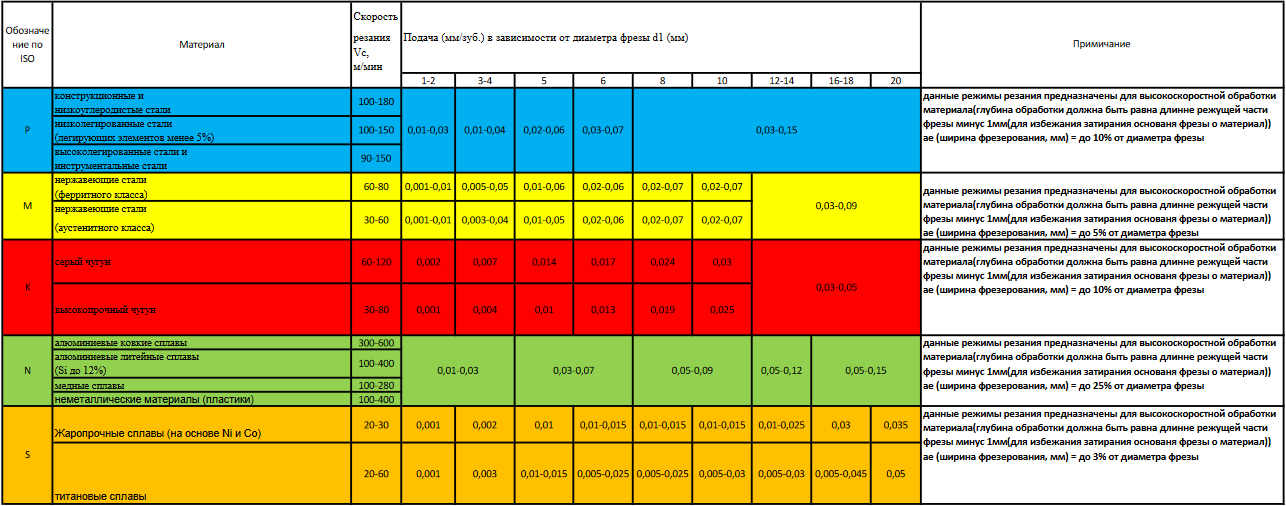 Обозначе
ние по
ISO
Материал
Скорость
резания
Vc,
м/мин
Подача (мм/зуб.) в зависимости от диаметра фрезы d1 (мм)
Примичание
1-2 3-4 5 6 8 10 12-14 16-18 20
P
конструкционные и
низкоуглеродистые стали
100-180
низколегированные стали
(легирующих элементов менее 5%)
100-150
высоколегированные стали и
инструментальные стали
90-150
0,01-0,03 0,01-0,04 0,02-0,06 0,03-0,07 0,03-0,15
данные режимы резания предназначены для высокоскоростной обработки
материала(глубина обработки должна быть равна длинне режущей части
фрезы минус 1мм(для избежания затирания основаня фрезы о материал))
ae (ширина фрезерования, мм) = до 10% от диаметра фрезы
M
нержавеющие стали
(ферритного класса)
60-80 0,001-0,01 0,005-0,05 0,01-0,06 0,02-0,06 0,02-0,07 0,02-0,07
нержавеющие стали
(аустенитного класса)
30-60 0,001-0,01 0,003-0,04 0,01-0,05 0,02-0,06 0,02-0,07 0,02-0,07
0,03-0,09
данные режимы резания предназначены для высокоскоростной обработки
материала(глубина обработки должна быть равна длинне режущей части
фрезы минус 1мм(для избежания затирания основаня фрезы о материал))
ae (ширина фрезерования, мм) = до 5% от диаметра фрезы
K
серый чугун 60-120 0,002 0,007 0,014 0,017 0,024 0,03
высокопрочный чугун 30-80 0,001 0,004 0,01 0,013 0,019 0,025
0,03-0,05
данные режимы резания предназначены для высокоскоростной обработки
материала(глубина обработки должна быть равна длинне режущей части
фрезы минус 1мм(для избежания затирания основаня фрезы о материал))
ae (ширина фрезерования, мм) = до 10% от диаметра фрезы
N
алюминиевые ковкие сплавы 300-600
алюминиевые литейные сплавы
(Si до 12%)
100-400
медные сплавы 100-280
неметаллические материалы (пластики) 100-400
0,01-0,03 0,03-0,07 0,05-0,09 0,05-0,12 0,05-0,15
данные режимы резания предназначены для высокоскоростной обработки
материала(глубина обработки должна быть равна длинне режущей части
фрезы минус 1мм(для избежания затирания основаня фрезы о материал))
ae (ширина фрезерования, мм) = до 25% от диаметра фрезы
S
Жаропрочные сплавы (на основе Ni и Co) 20-30 0,001 0,002 0,01 0,01-0,015 0,01-0,015 0,01-0,015 0,01-0,025 0,03 0,035
титановые сплавы 20-60 0,001 0,003 0,01-0,015 0,005-0,025 0,005-0,025 0,005-0,03 0,005-0,03 0,005-0,045 0,05
данные режимы резания предназначены для высокоскоростной обработки
материала(глубина обработки должна быть равна длинне режущей части
фрезы минус 1мм(для избежания затирания основаня фрезы о материал))
ae (ширина фрезерования, мм) = до 3% от диаметра фрезы